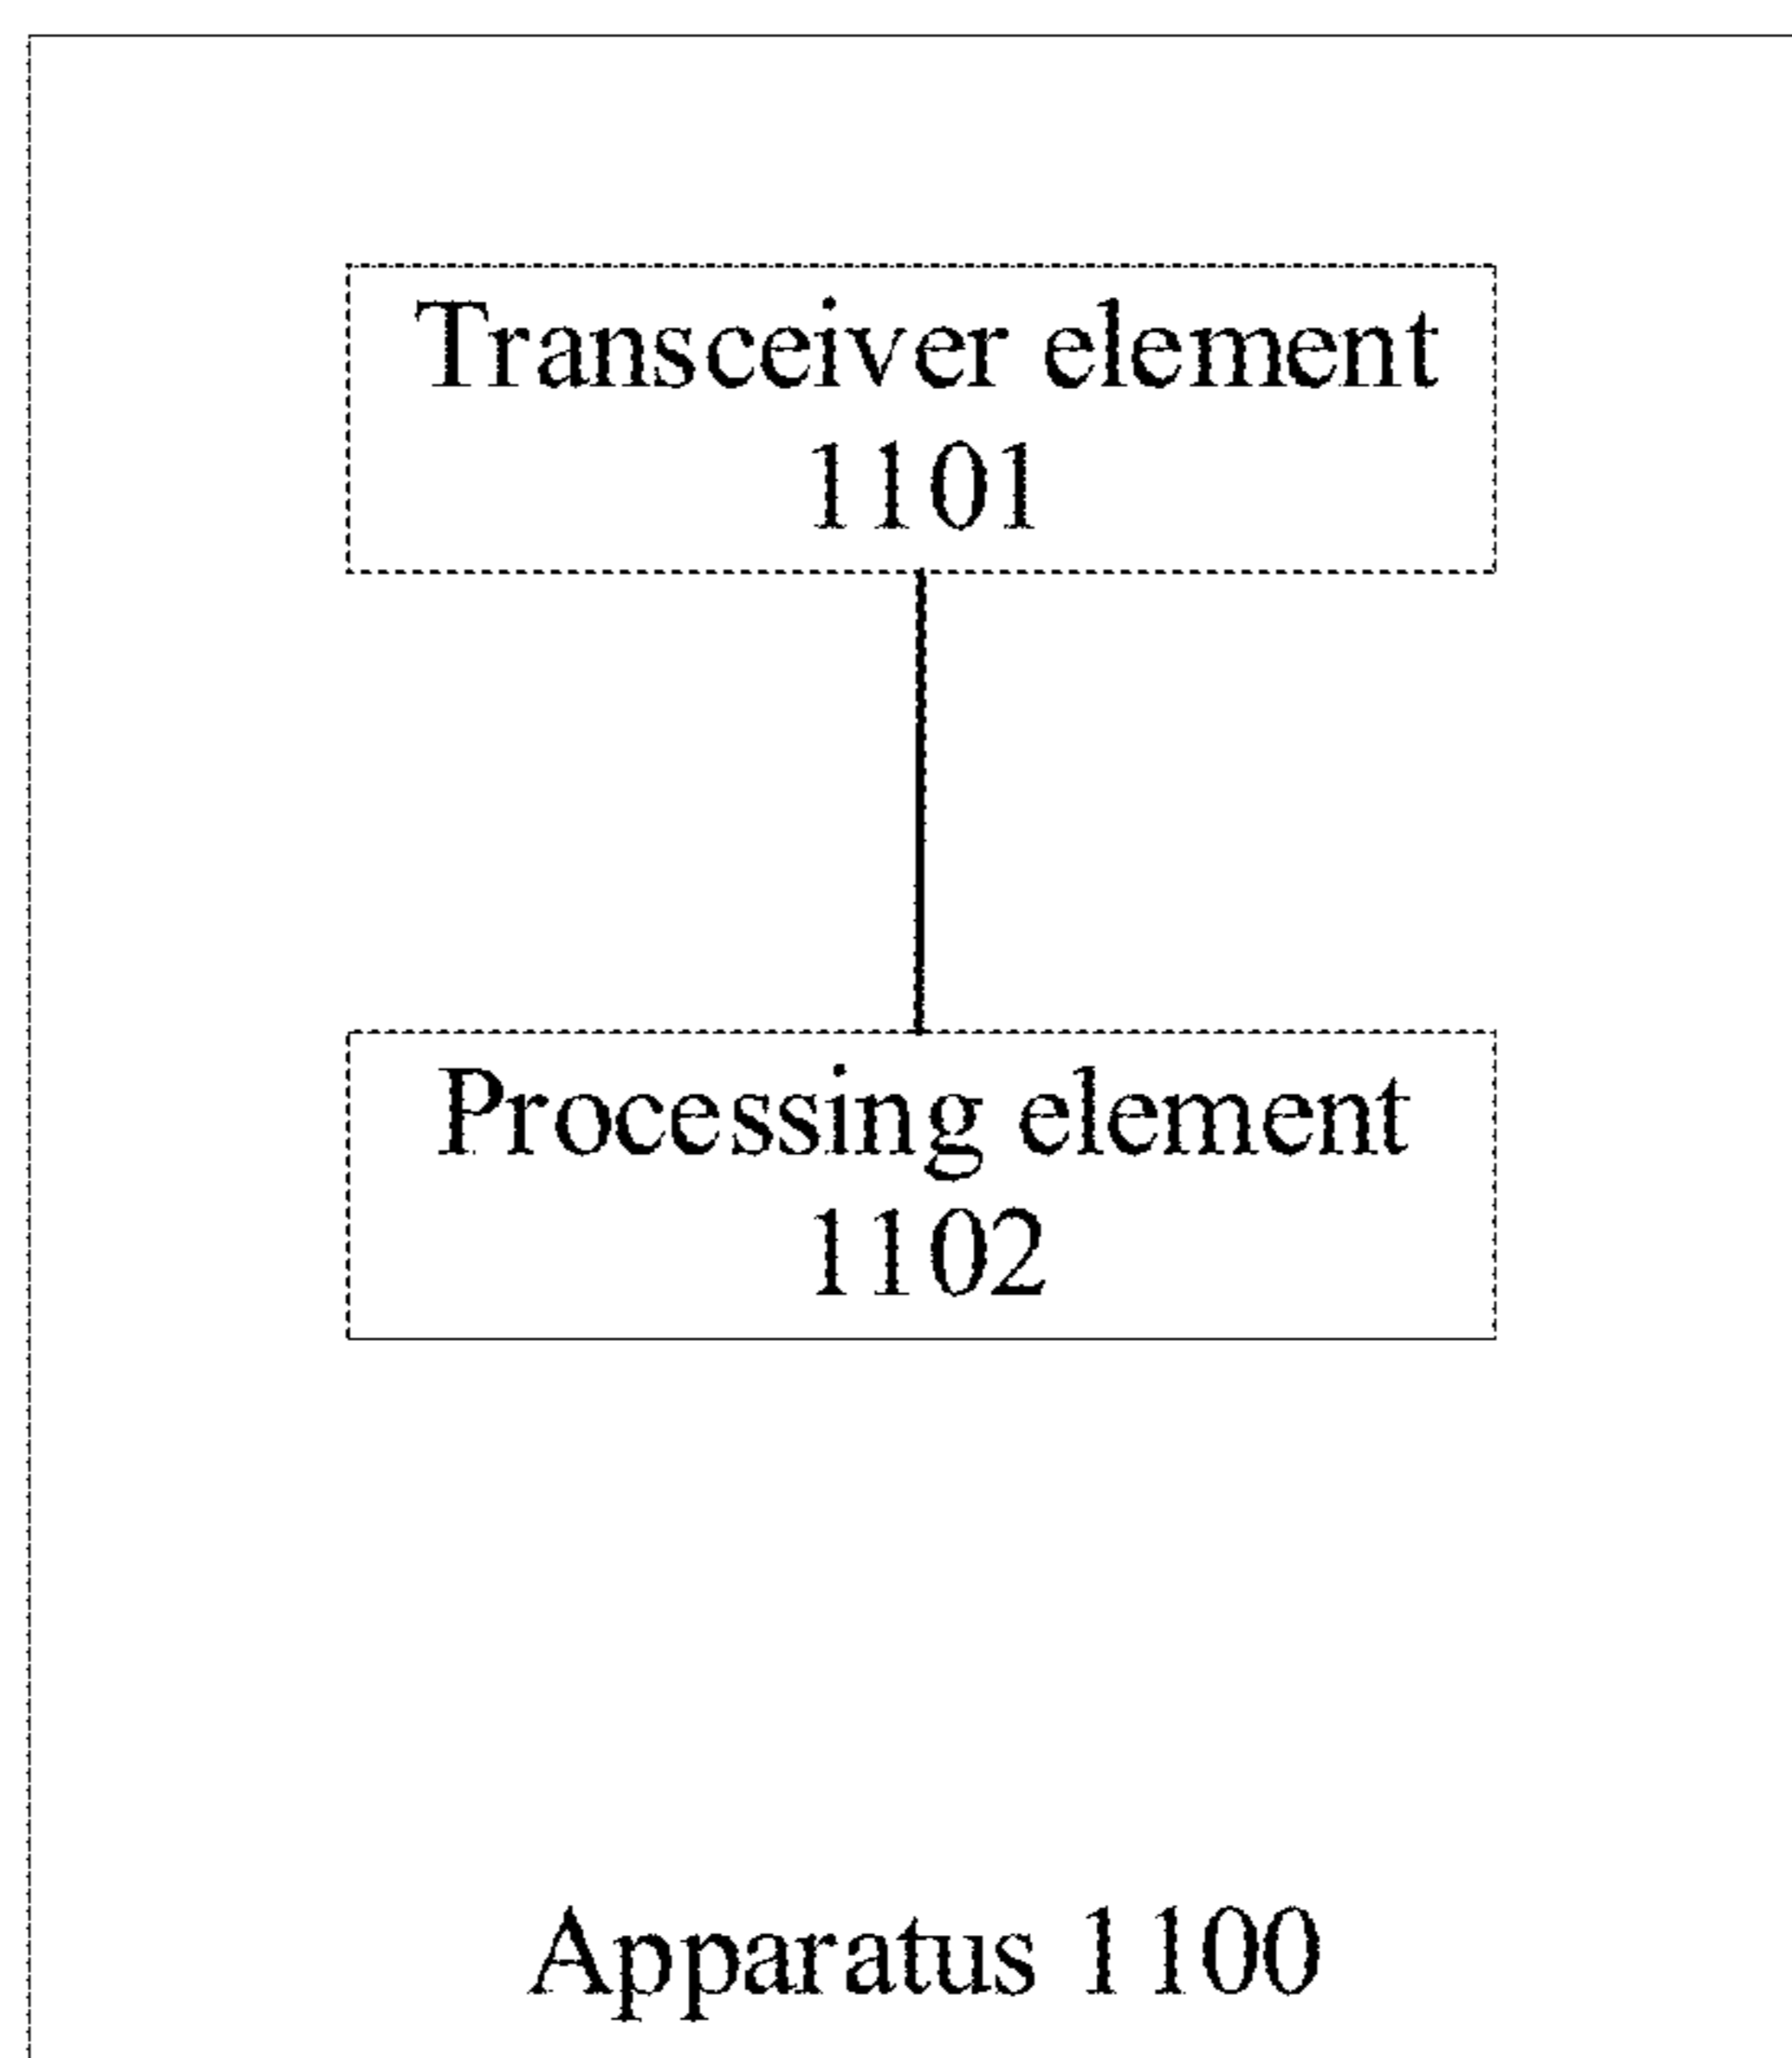 Transceiver element
1101
Processing element
1102
Apparatus 1100